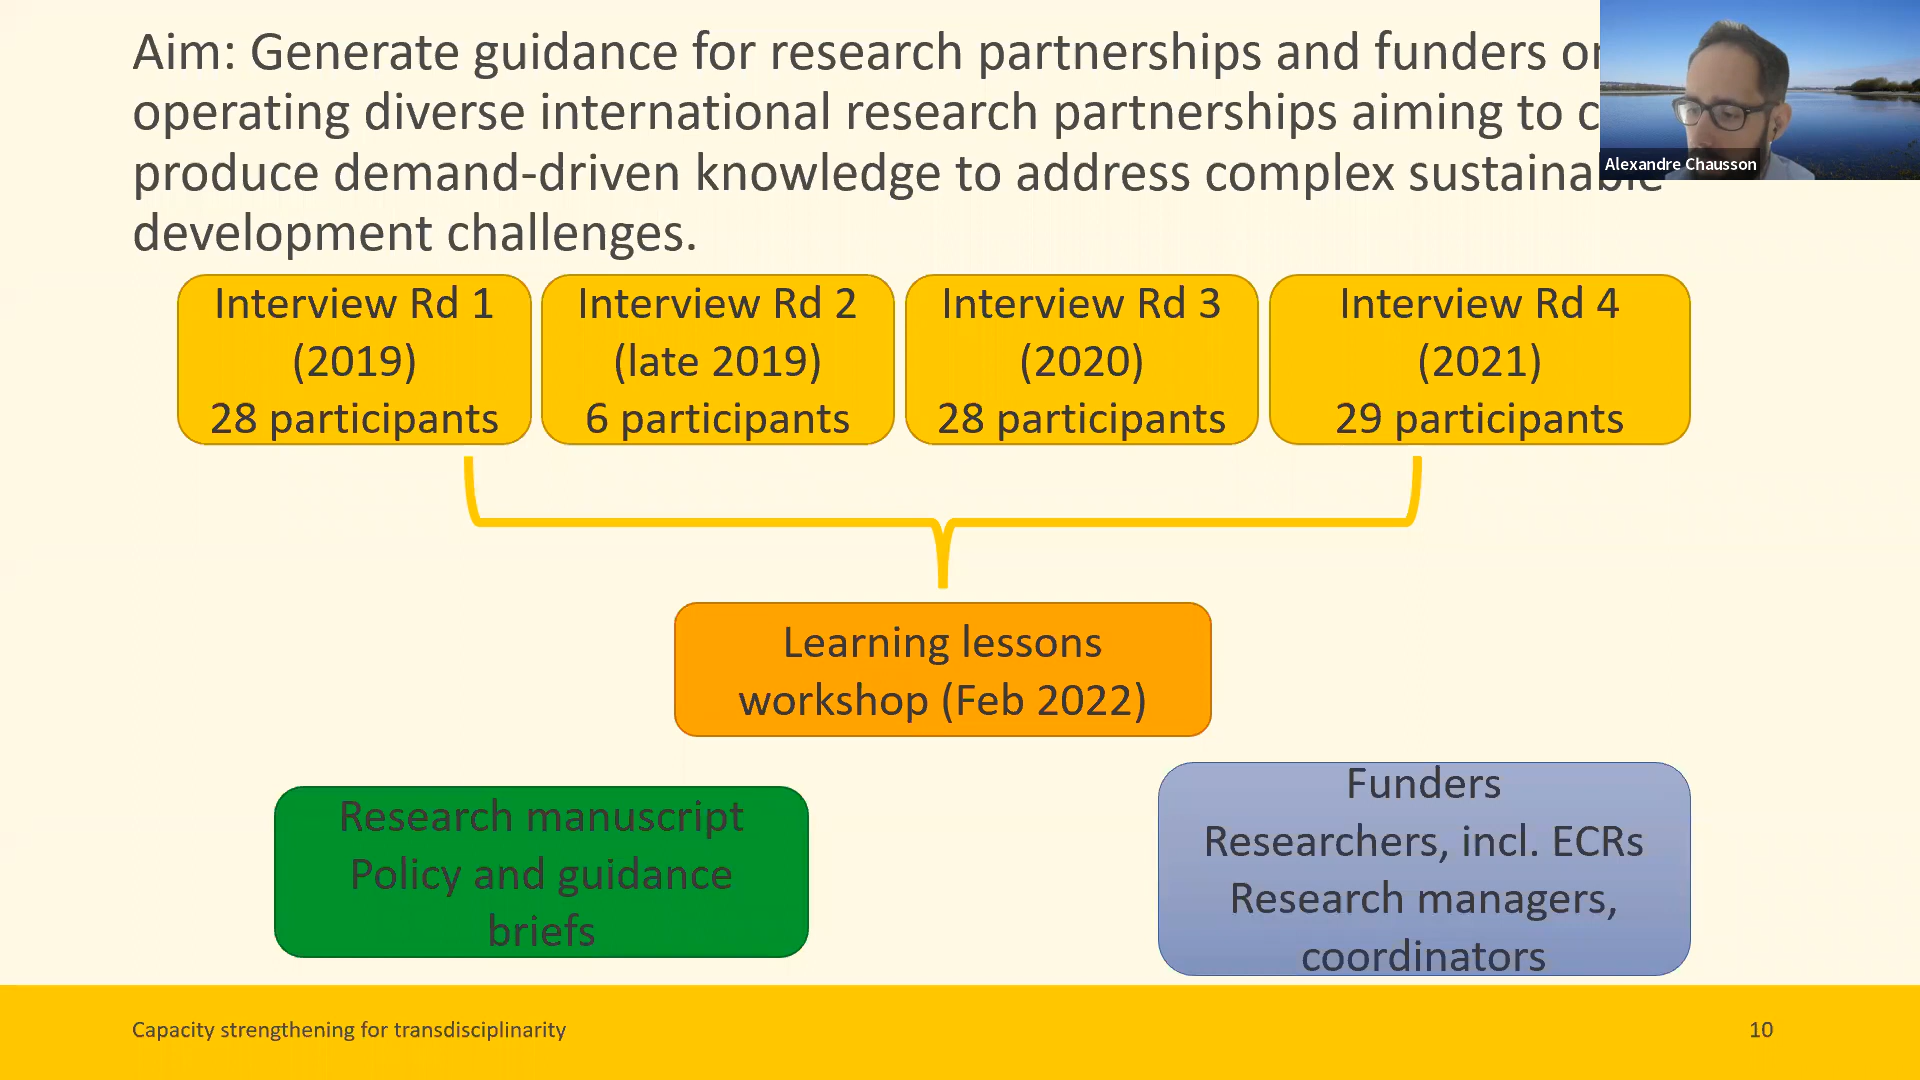 Aim: Generate guidance for research partnerships and funders
operating diverse international research partnerships aiming to
produce demand-driven knowledge to address complex sustainable
development challenges.
Alexandre Chausson
Interview Rd 1
(2019)
28 participants
Interview Rd 2
(late 2019)
6 participants
Interview Rd 3
(2020)
28 participants
Interview Rd 4
(2021)
29 participants
Learning lessons
workshop (Feb 2022)
Research manuscript
Policy and guidance
briefs
Funders
Researchers, incl. ECRs
Research managers,
coordinators
Capacity strengthening for transdisciplinarity
10